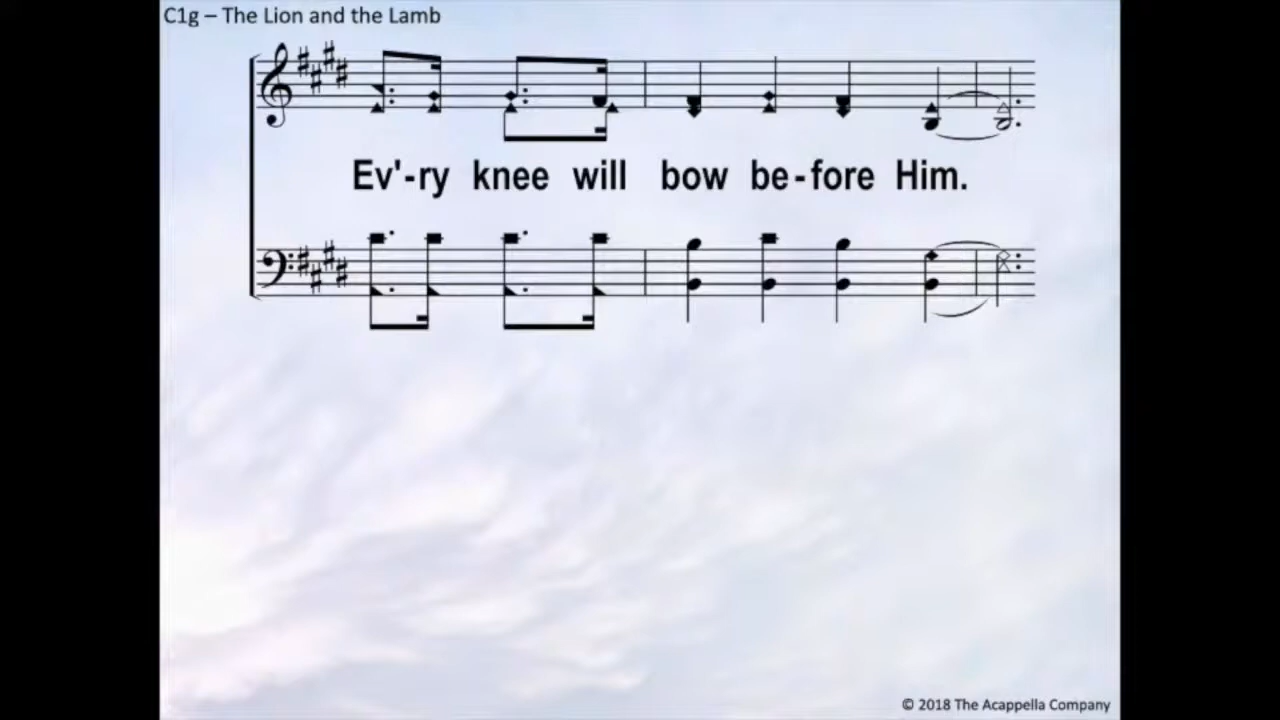 C1g – The Lion and the Lamb
Ev'-ry knee will bow be-fore Him.
© 2018 The Acappella Company